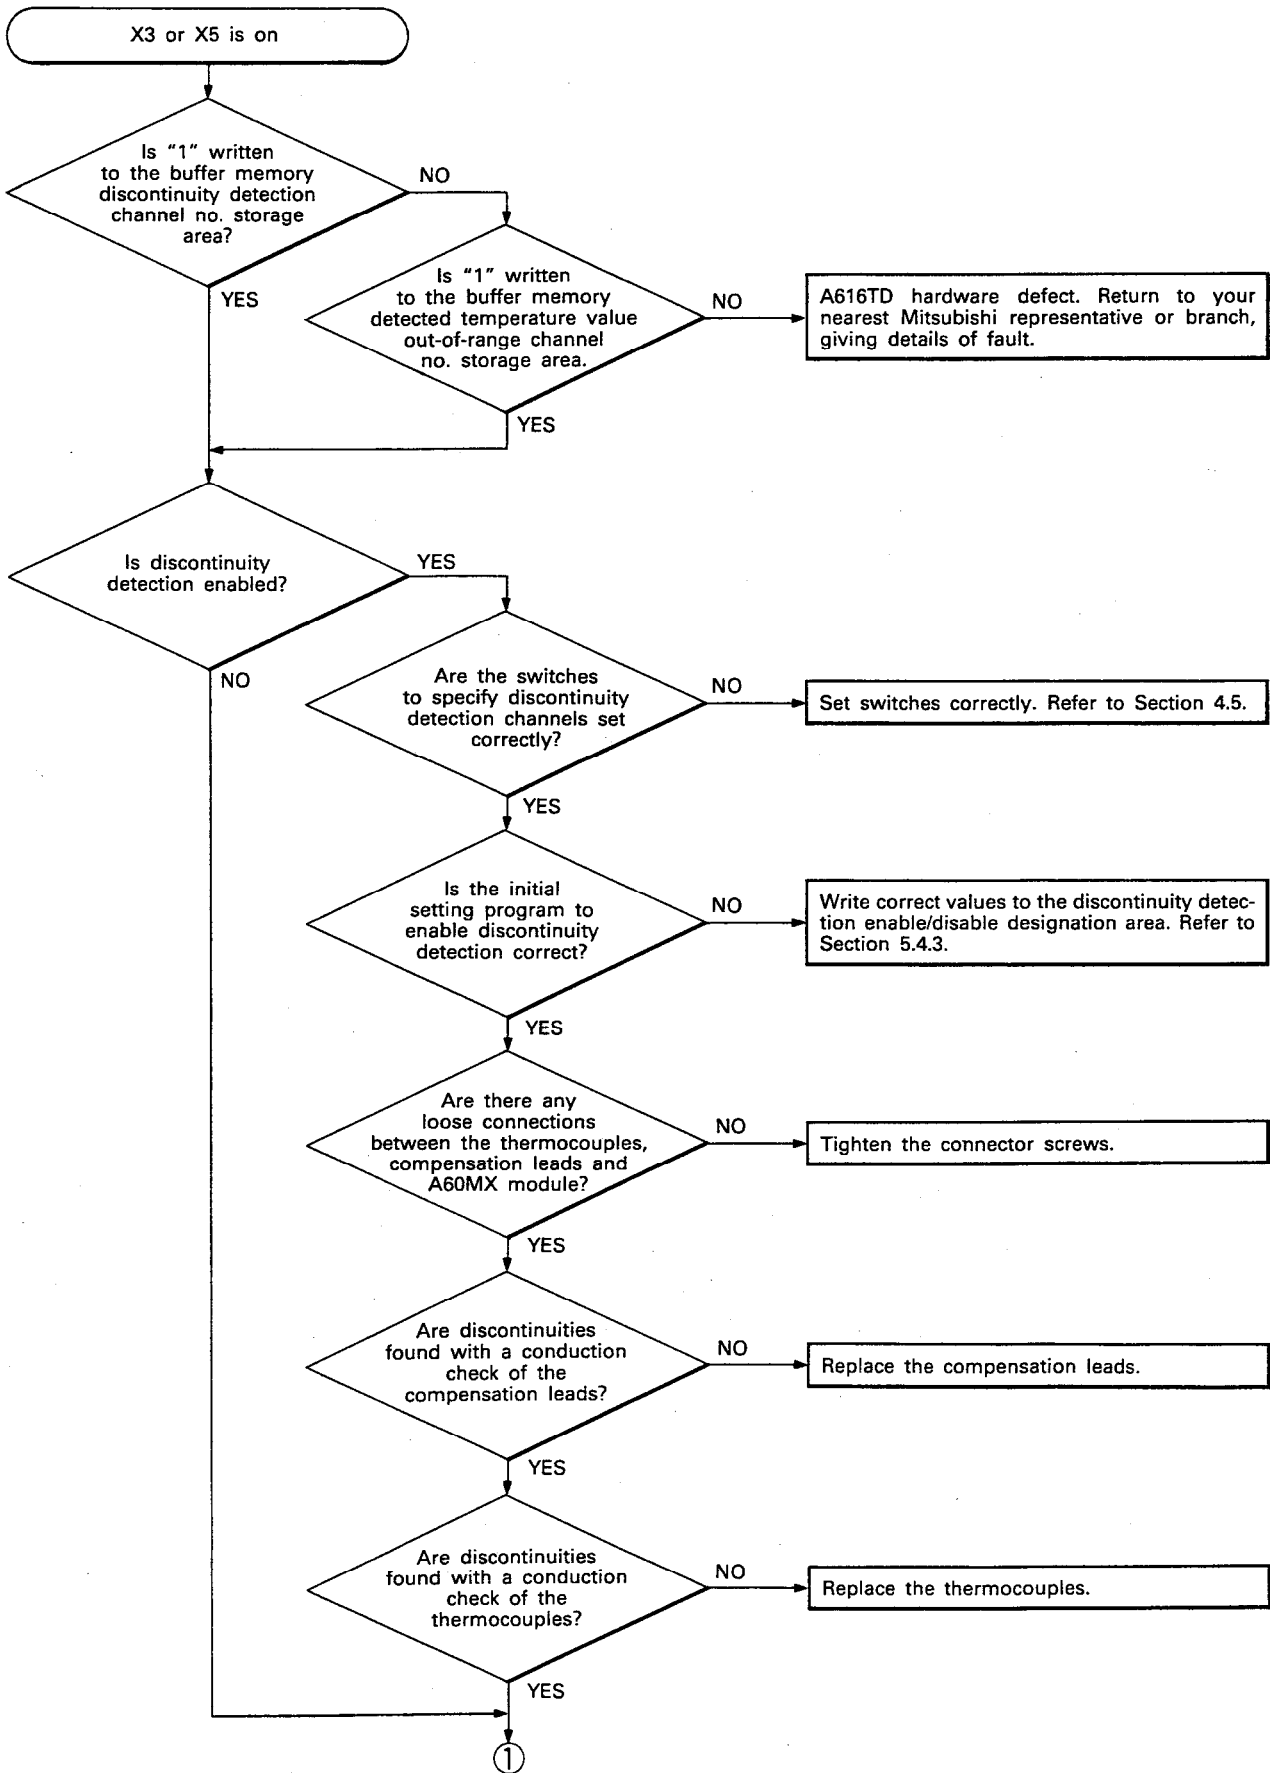 X3 or X5 is on
Is "1" written
to the buffer memory
discontinuity detection
channel no. storage
area?
NO
YES
Is "1" written
to the buffer memory
detected temperature value
out-of-range channel
no. storage area.
NO
YES
A616TD hardware defect. Return to your
nearest Mitsubishi representative or branch,
giving details of fault.
Is discontinuity
detection enabled?
YES
NO
Are the switches
to specify discontinuity
detection channels set
correctly?
NO
YES
Set switches correctly. Refer to Section 4.5.
Is the initial
setting program to
enable discontinuity
detection correct?
NO
YES
Write correct values to the discontinuity detec-
tion enable/disable designation area. Refer to
Section 5.4.3.
Are there any
loose connections
between the thermocouples,
compensation leads and
A60MX module?
NO
YES
Tighten the connector screws.
Are discontinuities
found with a conduction
check of the
compensation leads?
NO
YES
Replace the compensation leads.
Are discontinuities
found with a conduction
check of the
thermocouples?
NO
YES
Replace the thermocouples.
①